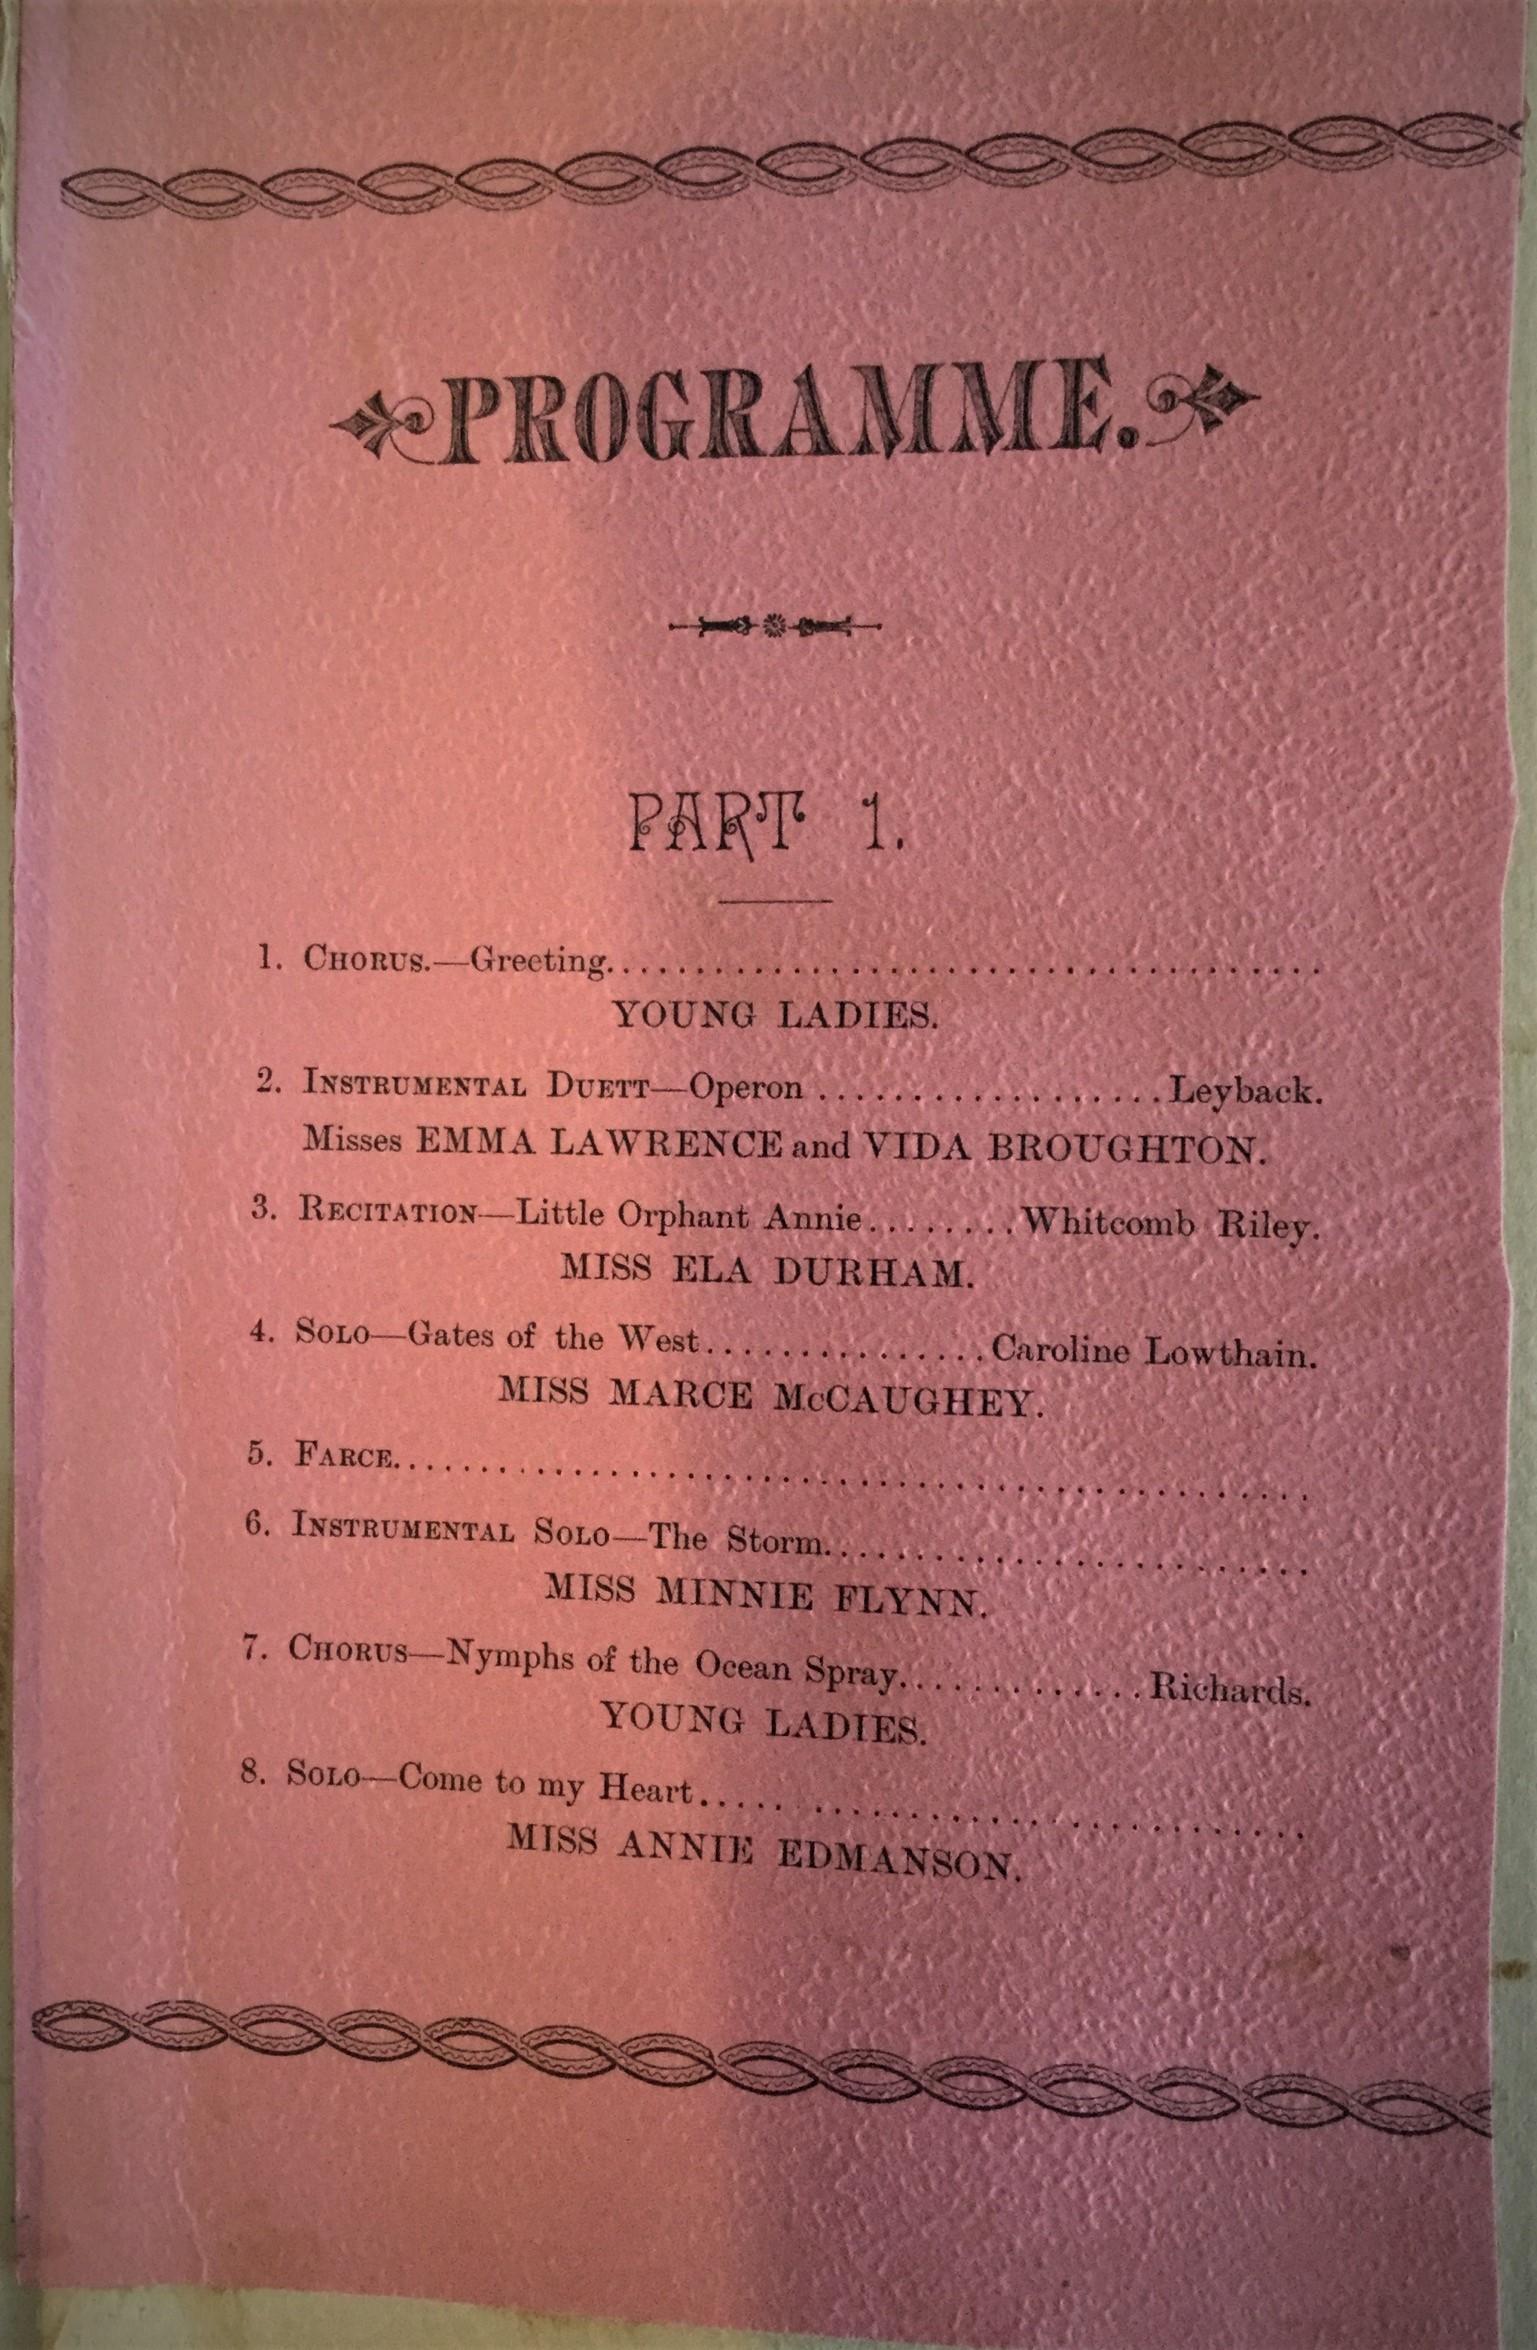 PROGRAMME.
PART 1.
1. CHORUS.—Greeting......................................
YOUNG LADIES.
2. INSTRUMENTAL DUETT—Operon ..................Leyback.
Misses EMMA LAWRENCE and VIDA BROUGHTON.
3. RECITATION—Little Orphant Annie........Whitcomb Riley.
MISS ELA DURHAM.
4. SOLO—Gates of the West...............Caroline Lowthain.
MISS MARCE McCAUGHEY.
5. FARCE................................................
6. INSTRUMENTAL SOLO—The Storm..........................
MISS MINNIE FLYNN.
7. CHORUS—Nymphs of the Ocean Spray.............Richards.
YOUNG LADIES.
8. SOLO—Come to my Heart................................
MISS ANNIE EDMANSON.